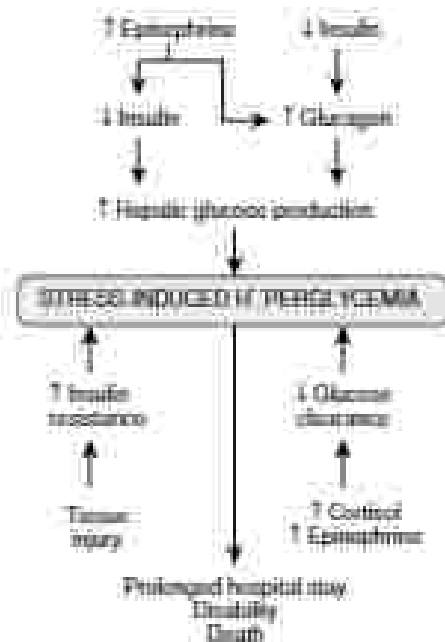 ↑ Epinephrine
↓ Insulin
↓ Insulin
↑ Glucagon
↑ Hepatic glucose production
STRESS-INDUCED HYPERGLYCEMIA
↑ Insulin
resistance
↓ Glucose
clearance
Tissue
injury
↑ Cortisol
↑ Epinephrine
Prolonged hospital stay
Disability
Death